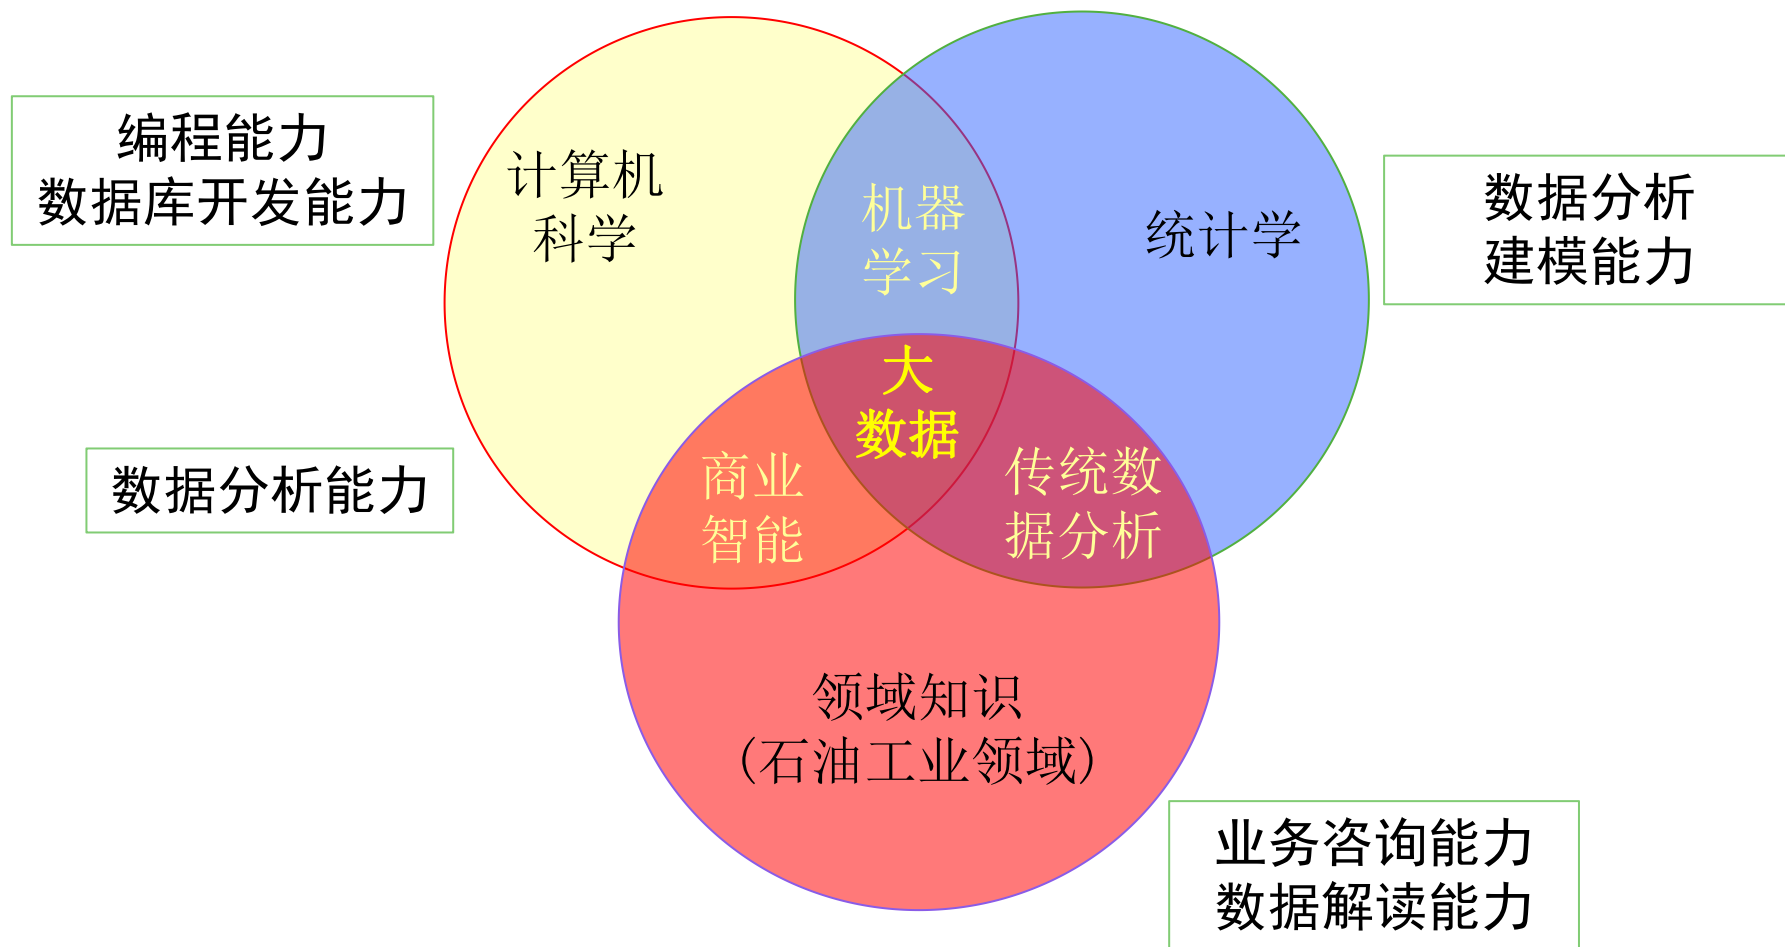 编程能力
数据库开发能力
计算机
科学
机器
学习
统计学
数据分析
建模能力
大
数据
数据分析能力
商业
智能
传统数
据分析
领域知识
(石油工业领域)
业务咨询能力
数据解读能力